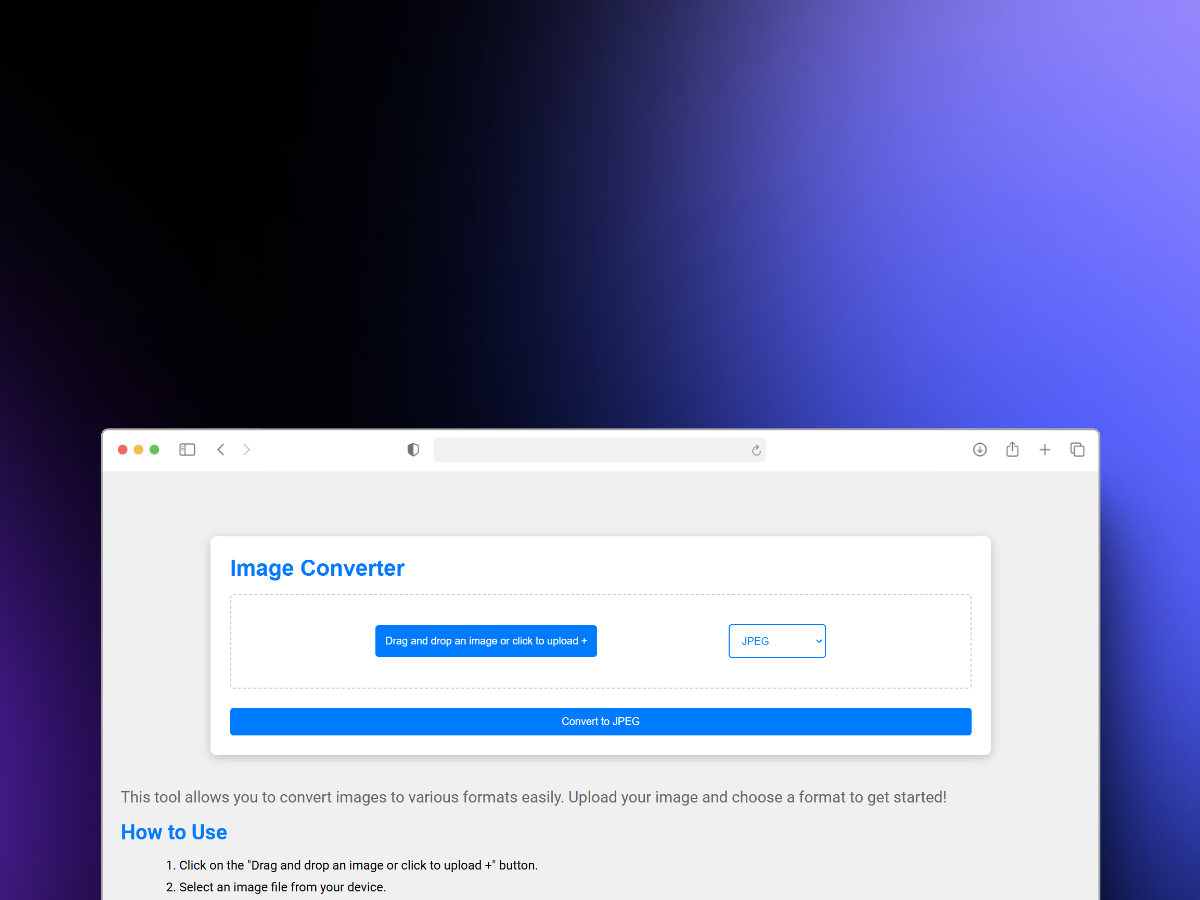 Image Converter
Drag and drop an image or click to upload +
JPEG
Convert to JPEG
This tool allows you to convert images to various formats easily. Upload your image and choose a format to get started!
How to Use
1. Click on the "Drag and drop an image or click to upload +" button.
2. Select an image file from your device.